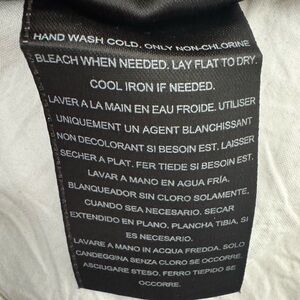 HAND WASH COLD. ONLY NON-CHLORINE
BLEACH WHEN NEEDED. LAY FLAT TO DRY.
COOL IRON IF NEEDED.
LAVER A LA MAIN EN EAU FROIDE. UTILISER
UNIQUEMENT UN AGENT BLANCHISSANT
NON DECOLORANT SI BESOIN EST. LAISSER
SECHER A PLAT. FER TIEDE SI BESOIN EST.
LAVAR A MANO EN AGUA FRÍA.
BLANQUEADOR SIN CLORO SOLAMENTE,
CUANDO SEA NECESARIO. SECAR
EXTENDIDO EN PLANO. PLANCHA TIBIA, SI
ES NECESARIO.
LAVARE A MANO IN ACQUA FREDDA. SOLO
CANDEGGINA SENZA CLORO SE OCCORRE.
ASCIUGARE STESO. FERRO TIEPIDO SE
OCCORRE.